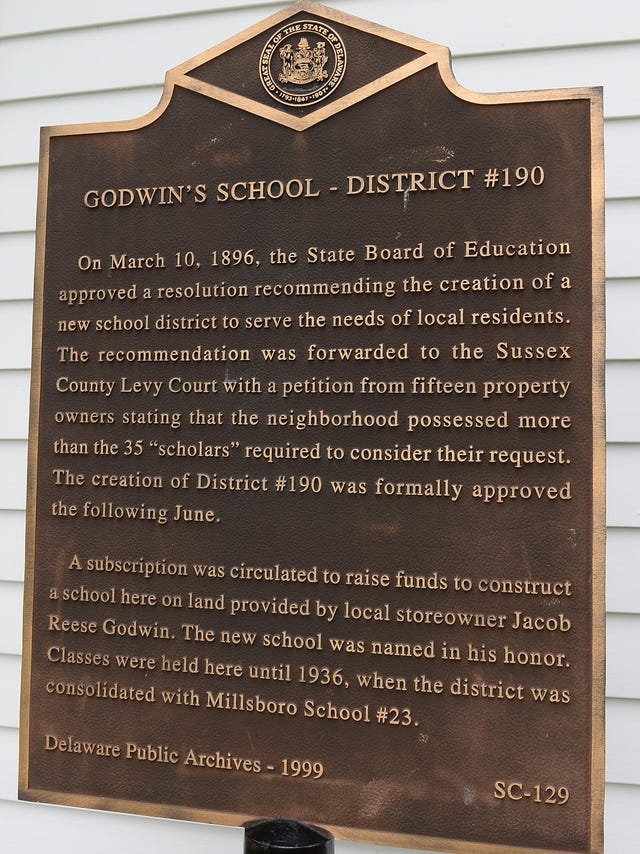 GREAT SEAL OF THE STATE OF DELAWARE
1793 · 1847 · 1907
GODWIN'S SCHOOL - DISTRICT #190
On March 10, 1896, the State Board of Education
approved a resolution recommending the creation of a
new school district to serve the needs of local residents.
The recommendation was forwarded to the Sussex
County Levy Court with a petition from fifteen property
owners stating that the neighborhood possessed more
than the 35 "scholars" required to consider their request.
The creation of District #190 was formally approved
the following June.
A subscription was circulated to raise funds to construct
a school here on land provided by local storeowner Jacob
Reese Godwin. The new school was named in his honor.
Classes were held here until 1936, when the district was
consolidated with Millsboro School #23.
Delaware Public Archives - 1999
SC-129